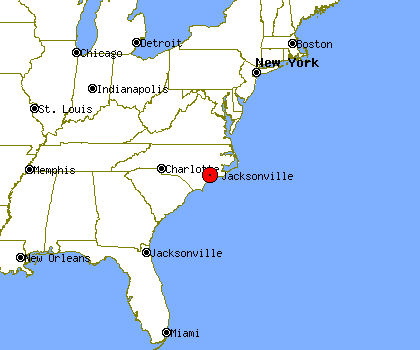 Detroit
Boston
Chicago
New York
Indianapolis
St. Louis
Charlotte
Memphis
Jacksonville
Jacksonville
New Orleans
Miami